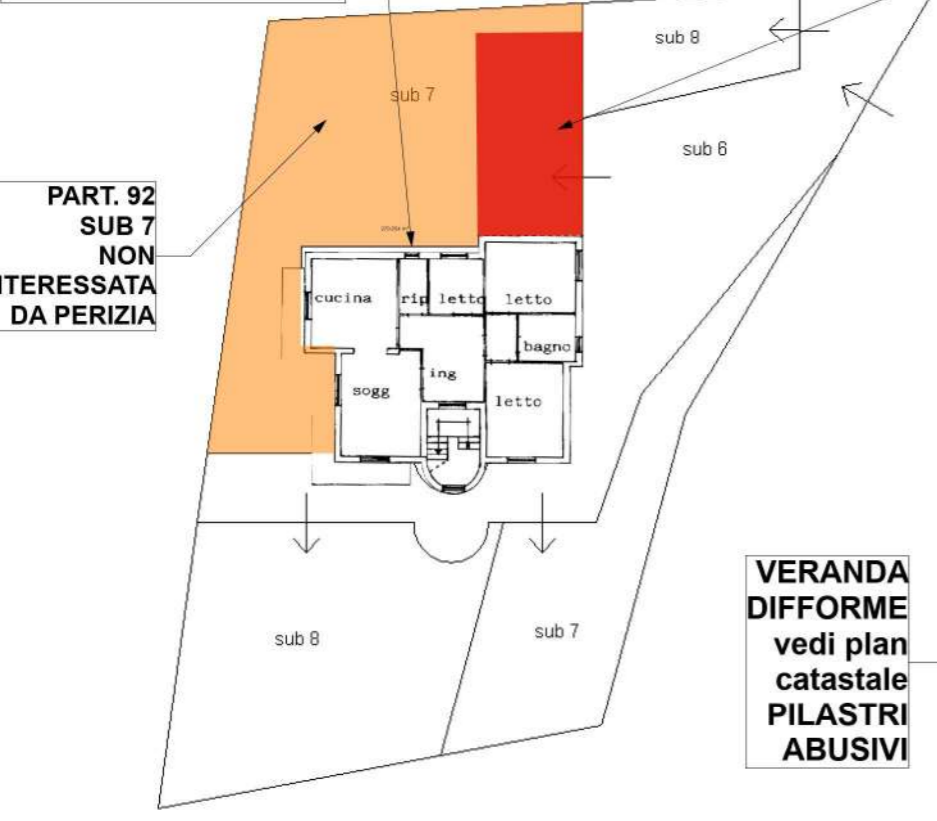 sub 8
sub 7
sub 6
PART. 92
SUB 7
NON
NTERESSATA
DA PERIZIA
cucina
rip
letto
letto
bagno
ing
sogg
letto
sub 8
sub 7
VERANDA
DIFFORME
vedi plan
catastale
PILASTRI
ABUSIVI